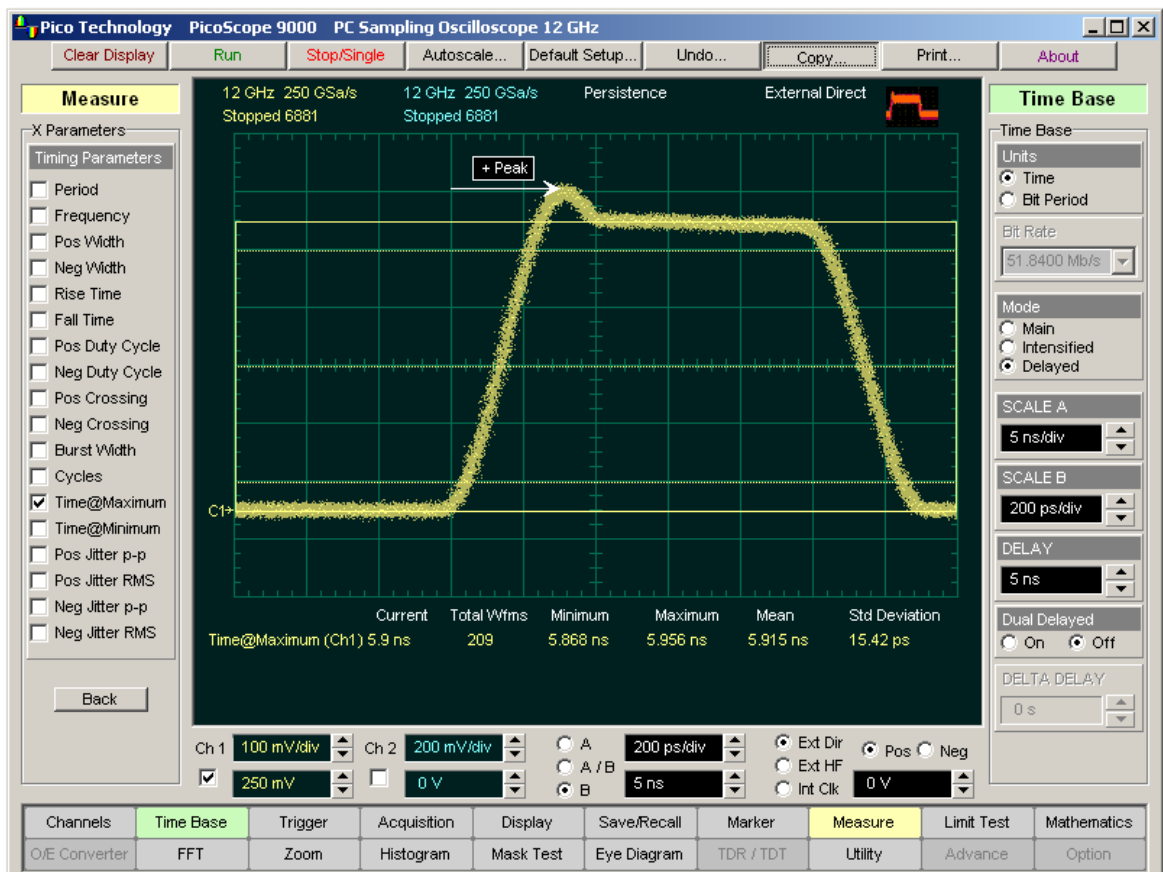 Pico Technology PicoScope 9000 PC Sampling Oscilloscope 12 GHz
Clear Display Run Stop/Single Autoscale... Default Setup... Undo... Copy... Print... About
Measure
X Parameters
Timing Parameters
Period
Frequency
Pos Width
Neg Width
Rise Time
Fall Time
Pos Duty Cycle
Neg Duty Cycle
Pos Crossing
Neg Crossing
Burst Width
Cycles
Time@Maximum
Time@Minimum
Pos Jitter p-p
Pos Jitter RMS
Neg Jitter p-p
Neg Jitter RMS
Back
12 GHz 250 GSa/s 12 GHz 250 GSa/s Persistence External Direct
Stopped 6881 Stopped 6881
+ Peak
C1
Current Total Wfms Minimum Maximum Mean Std Deviation
Time@Maximum (Ch1) 5.9 ns 209 5.868 ns 5.956 ns 5.915 ns 15.42 ps
Time Base
Time Base
Units
Time
Bit Period
Bit Rate
51.8400 Mb/s
Mode
Main
Intensified
Delayed
SCALE A
5 ns/div
SCALE B
200 ps/div
DELAY
5 ns
Dual Delayed
On Off
DELTA DELAY
0 s
Ch 1 100 mV/div Ch 2 200 mV/div A 200 ps/div Ext Dir Pos Neg
A / B Ext HF
250 mV 0 V B 5 ns Int Clk 0 V
Channels Time Base Trigger Acquisition Display Save/Recall Marker Measure Limit Test Mathematics
O/E Converter FFT Zoom Histogram Mask Test Eye Diagram TDR / TDT Utility Advance Option